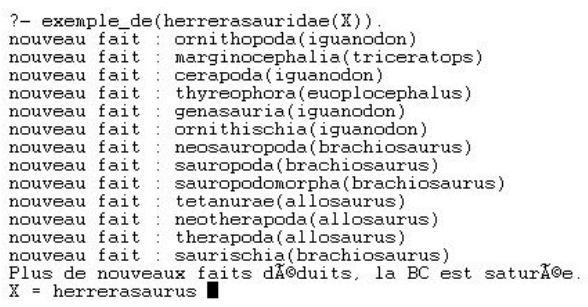 ?- exemple_de(herrerasauridae(X)).
nouveau fait : ornithopoda(iguanodon)
nouveau fait : marginocephalia(triceratops)
nouveau fait : cerapoda(iguanodon)
nouveau fait : thyreophora(euoplocephalus)
nouveau fait : genasauria(iguanodon)
nouveau fait : ornithischia(iguanodon)
nouveau fait : neosauropoda(brachiosaurus)
nouveau fait : sauropoda(brachiosaurus)
nouveau fait : sauropodomorpha(brachiosaurus)
nouveau fait : tetanurae(allosaurus)
nouveau fait : neotherapoda(allosaurus)
nouveau fait : therapoda(allosaurus)
nouveau fait : saurischia(brachiosaurus)
Plus de nouveaux faits dÃ©duits, la BC est saturÃ©e.
X = herrerasaurus